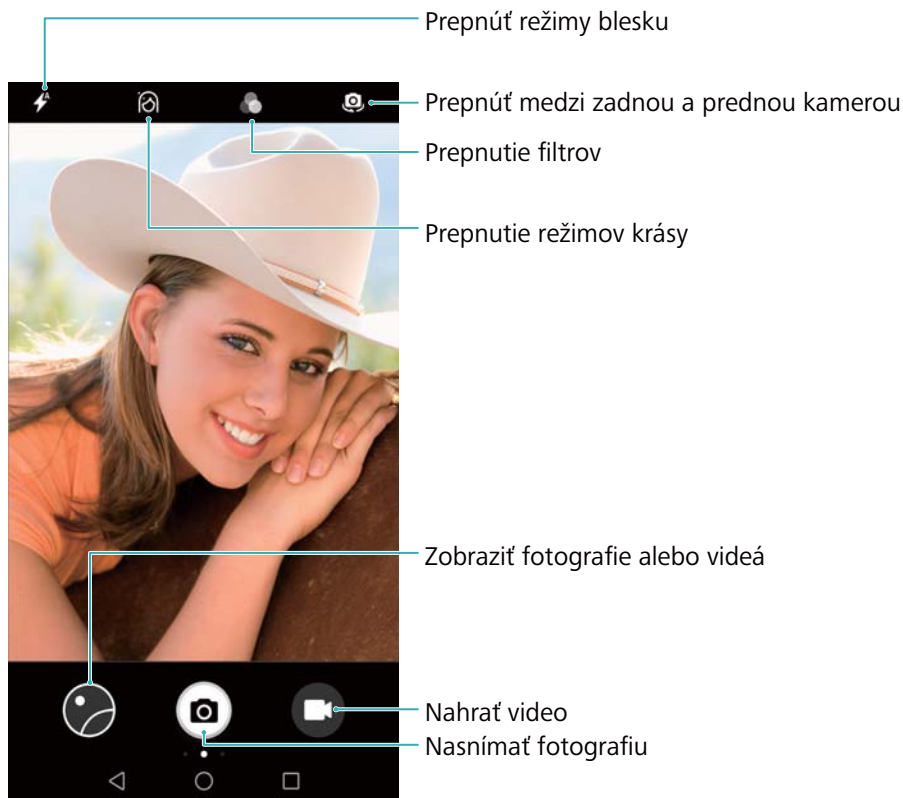 Prepnúť režimy blesku
Prepnúť medzi zadnou a prednou kamerou
Prepnutie filtrov
Prepnutie režimov krásy
Zobraziť fotografie alebo videá
Nahrať video
Nasnímať fotografiu